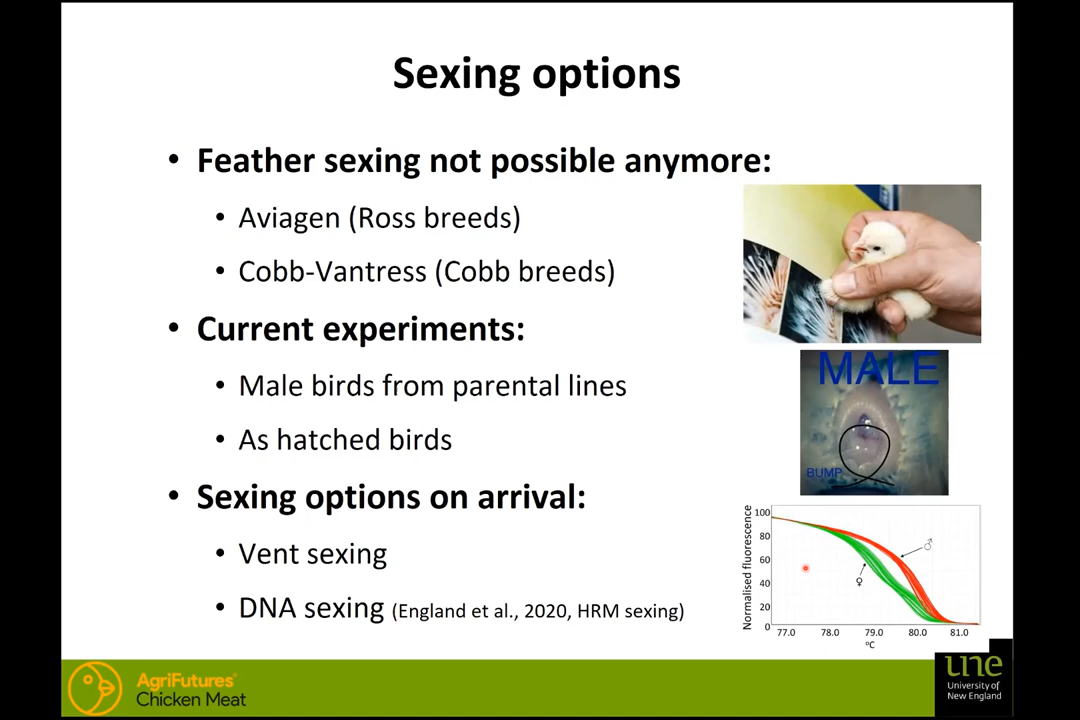 Sexing options
• Feather sexing not possible anymore:
• Aviagen (Ross breeds)
• Cobb-Vantress (Cobb breeds)
• Current experiments:
• Male birds from parental lines
• As hatched birds
• Sexing options on arrival:
• Vent sexing
• DNA sexing (England et al., 2020, HRM sexing)
MALE
BUMP
Normalised fluorescence
100
80
60
40
20
0
♂
♀
77.0 78.0 79.0 80.0 81.0
°C
AgriFutures®
Chicken Meat
une
University of
New England